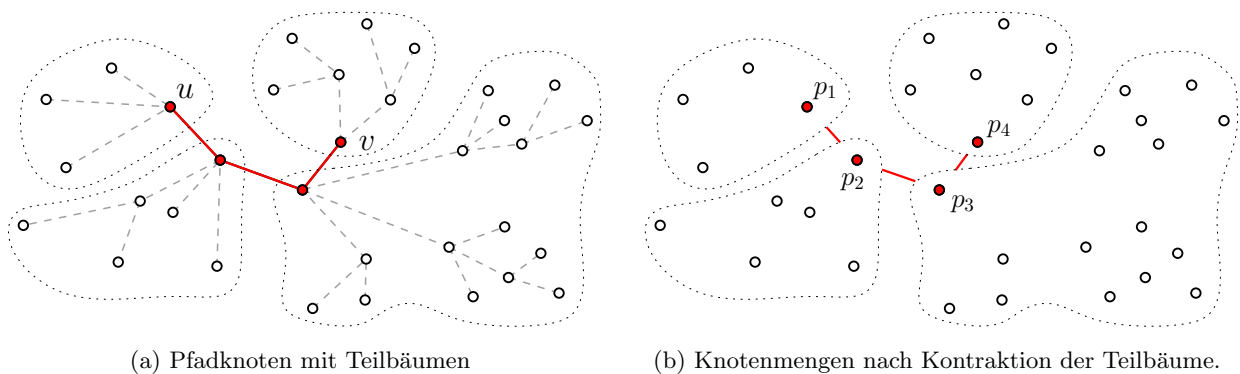 u
v
p₁
p₂
p₃
p₄
(a) Pfadknoten mit Teilbäumen
(b) Knotenmengen nach Kontraktion der Teilbäume.